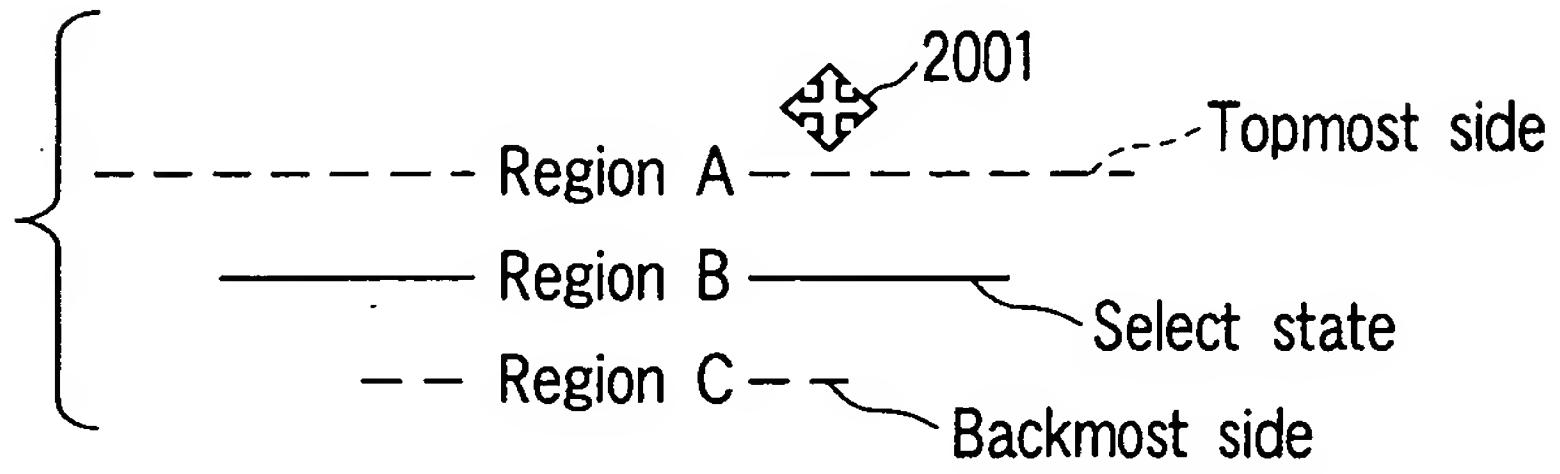 2001
Topmost side
Region A
Region B
Select state
Region C
Backmost side